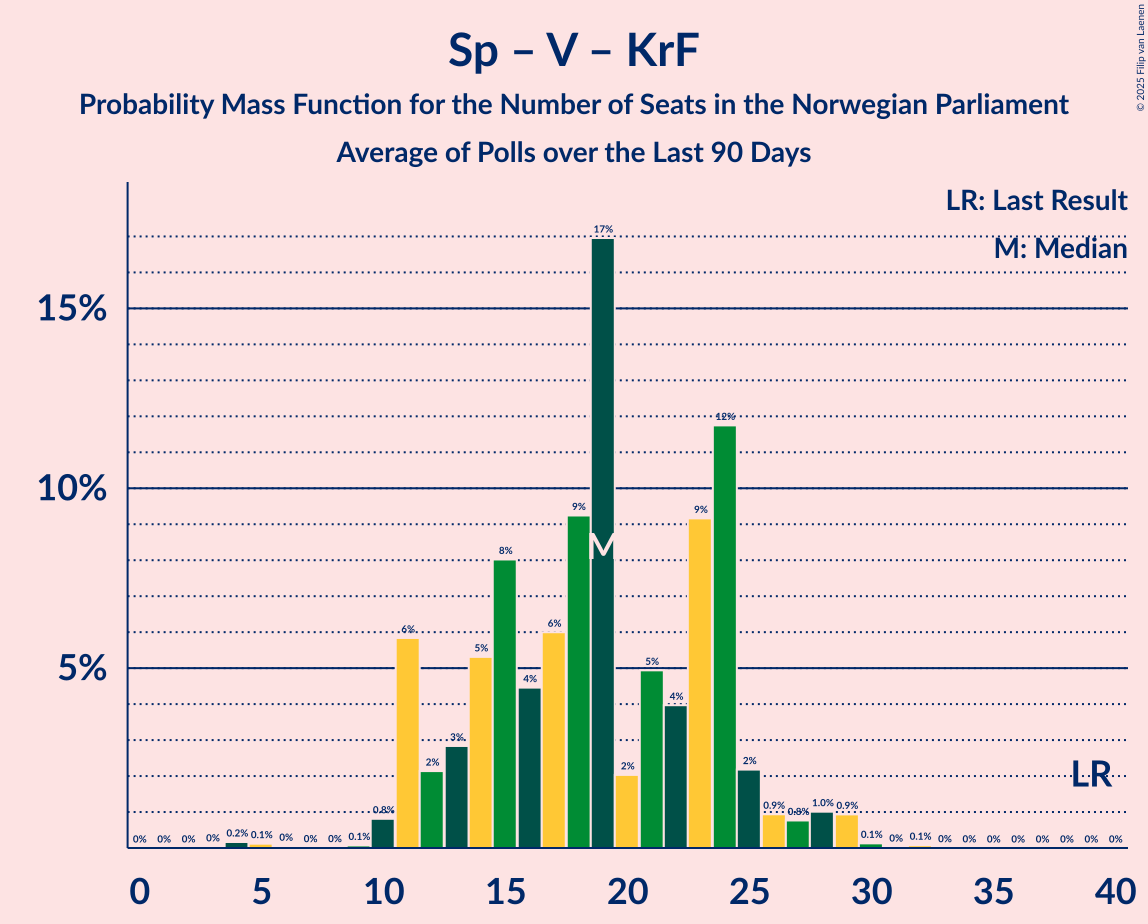 Sp – V – KrF
Probability Mass Function for the Number of Seats in the Norwegian Parliament
Average of Polls over the Last 90 Days
© 2025 Filip van Laenen
LR: Last Result
M: Median
17%
15%
12%
10%
9%
9%
M
8%
6%
6%
5%
5%
5%
4%
4%
3%
2%
2%
2%
LR
0% 0% 0% 0% 0.2% 0.1% 0% 0% 0% 0.1% 0.8% 0.9% 0.8% 1.0% 0.9% 0.1% 0% 0.1% 0% 0% 0% 0% 0% 0% 0% 0%
0 5 10 15 20 25 30 35 40